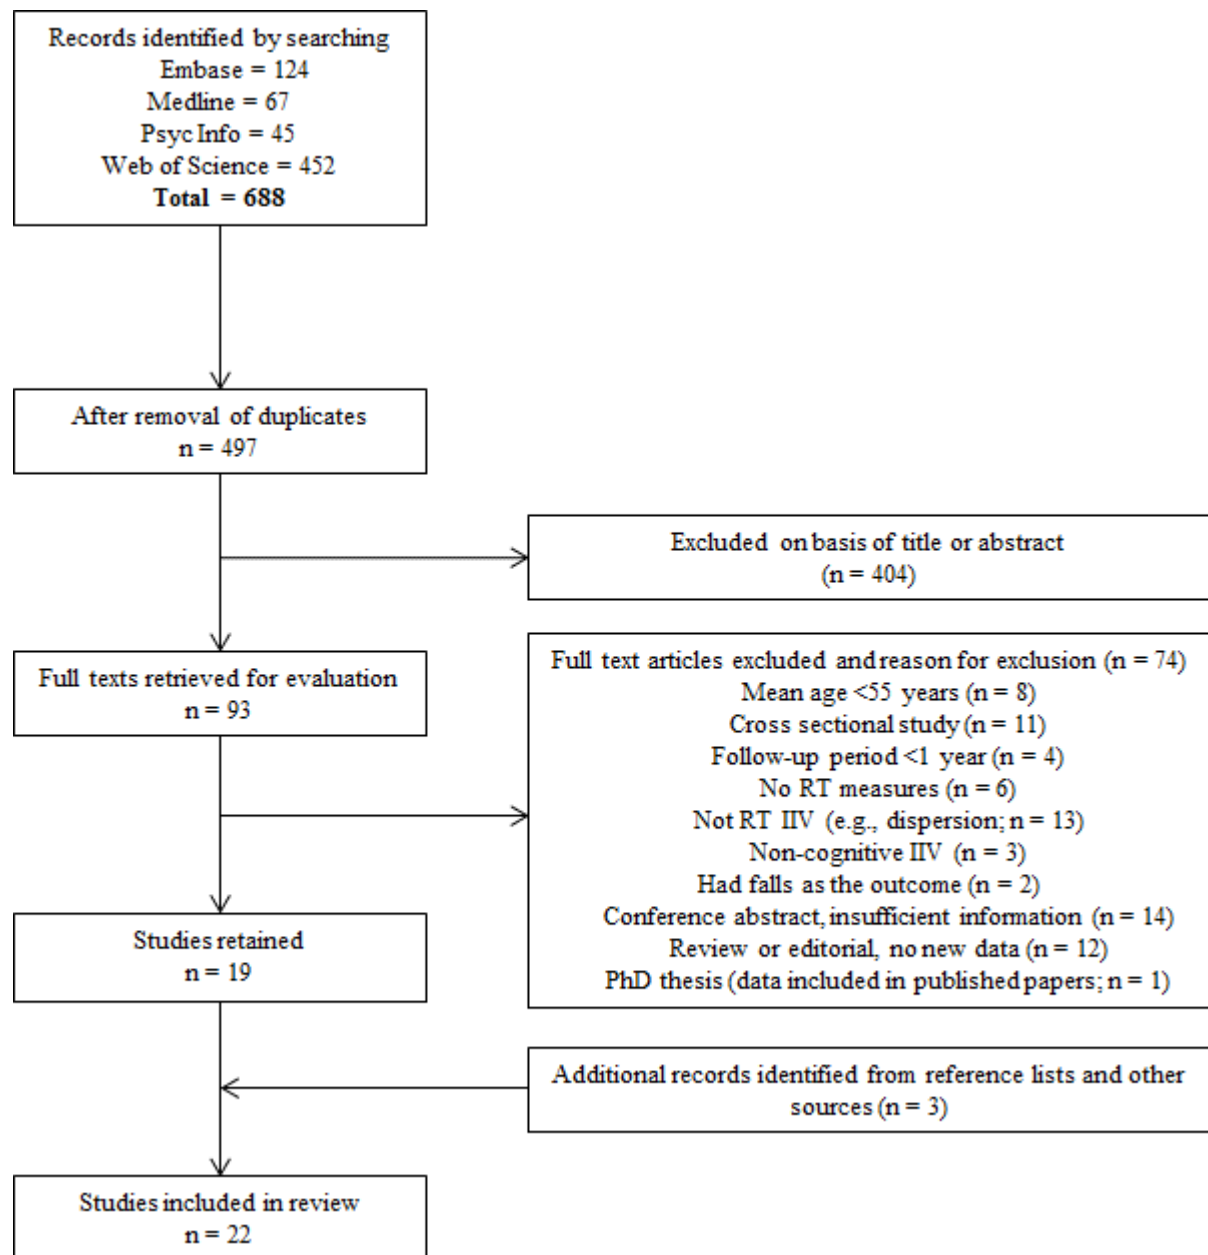 Records identified by searching
Embase = 124
Medline = 67
Psyc Info = 45
Web of Science = 452
Total = 688
After removal of duplicates
n = 497
Excluded on basis of title or abstract
(n = 404)
Full texts retrieved for evaluation
n = 93
Full text articles excluded and reason for exclusion (n = 74)
Mean age <55 years (n = 8)
Cross sectional study (n = 11)
Follow-up period <1 year (n = 4)
No RT measures (n = 6)
Not RT IIV (e.g., dispersion; n = 13)
Non-cognitive IIV (n = 3)
Had falls as the outcome (n = 2)
Conference abstract, insufficient information (n = 14)
Review or editorial, no new data (n = 12)
PhD thesis (data included in published papers; n = 1)
Studies retained
n = 19
Additional records identified from reference lists and other
sources (n = 3)
Studies included in review
n = 22